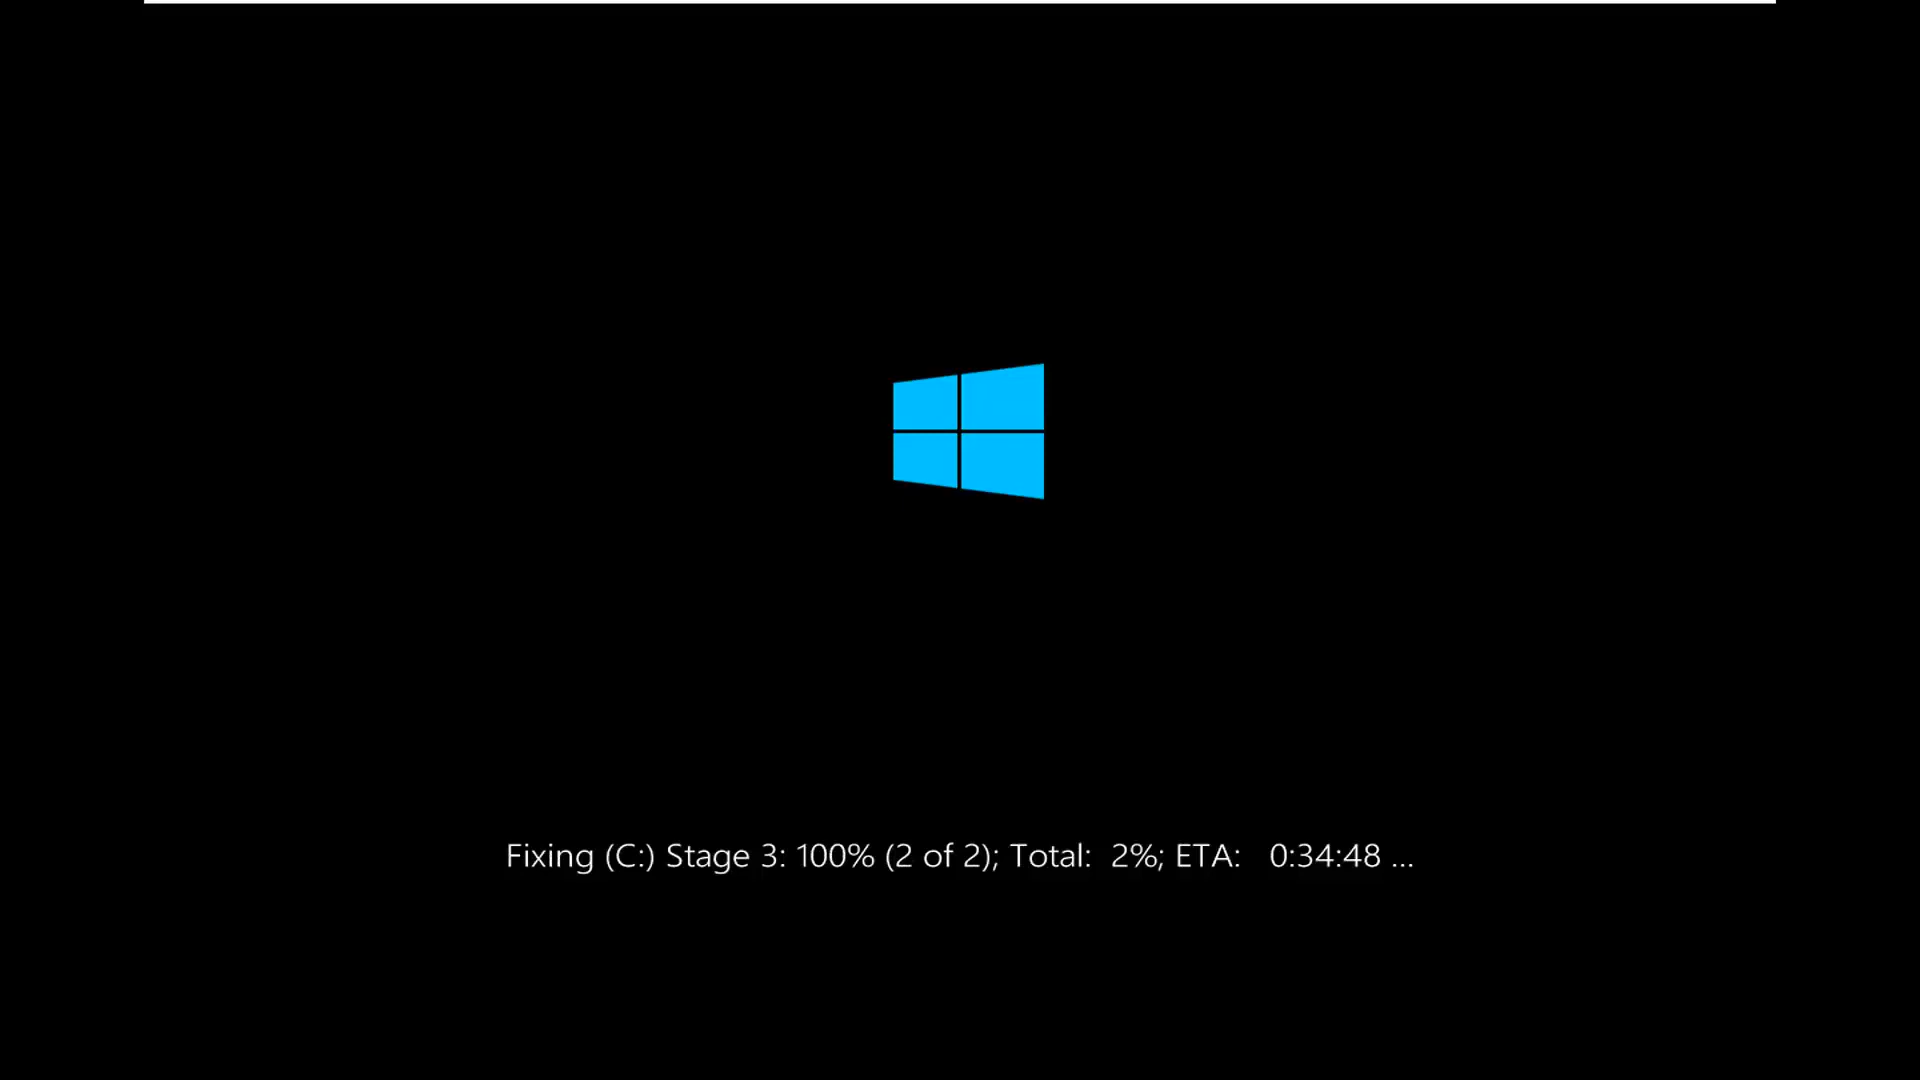 Fixing (C:) Stage 3: 100% (2 of 2); Total:  2%; ETA:   0:34:48 ...